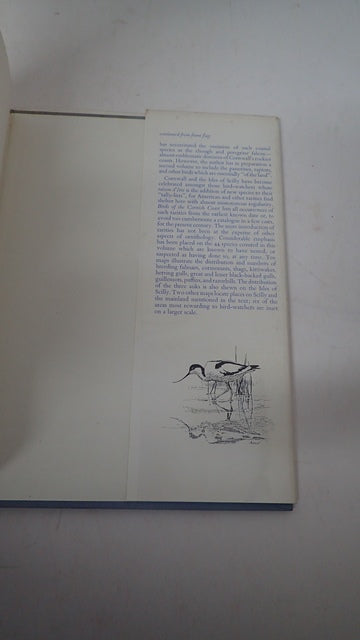 continued from front flap
has necessitated the omission of such coastal
species as the chough and peregrine falcon—
almost emblematic denizens of Cornwall's rocky
coasts. However, the author has in preparation a
second volume to include the passerines, raptors
and other birds which are essentially "of the land".
Cornwall and the Isles of Scilly have become
celebrated amongst those bird-watchers whose
raison d'être is the addition of new species to their
"tally-lists", for American and other rarities find
shelter here with almost monotonous regularity.
Birds of the Cornish Coast lists all occurrences of
such rarities from the earliest known date or, to
avoid too cumbersome a catalogue in a few cases,
for the present century. The mere introduction of
rarities has not been at the expense of other
aspects of ornithology. Considerable emphasis
has been placed on the 44 species covered in this
volume which are known to have nested, or
suspected as having done so, at any time. Ten
maps illustrate the distribution and numbers of
breeding fulmars, cormorants, shags, kittiwakes,
herring gulls, great and lesser black-backed gulls,
guillemots, puffins, and razorbills. The distribution
of the three auks is also shown on the Isles of
Scilly. Two other maps locate places on Scilly and
the mainland mentioned in the text; six of the
areas most rewarding to bird-watchers are inset
on a larger scale.